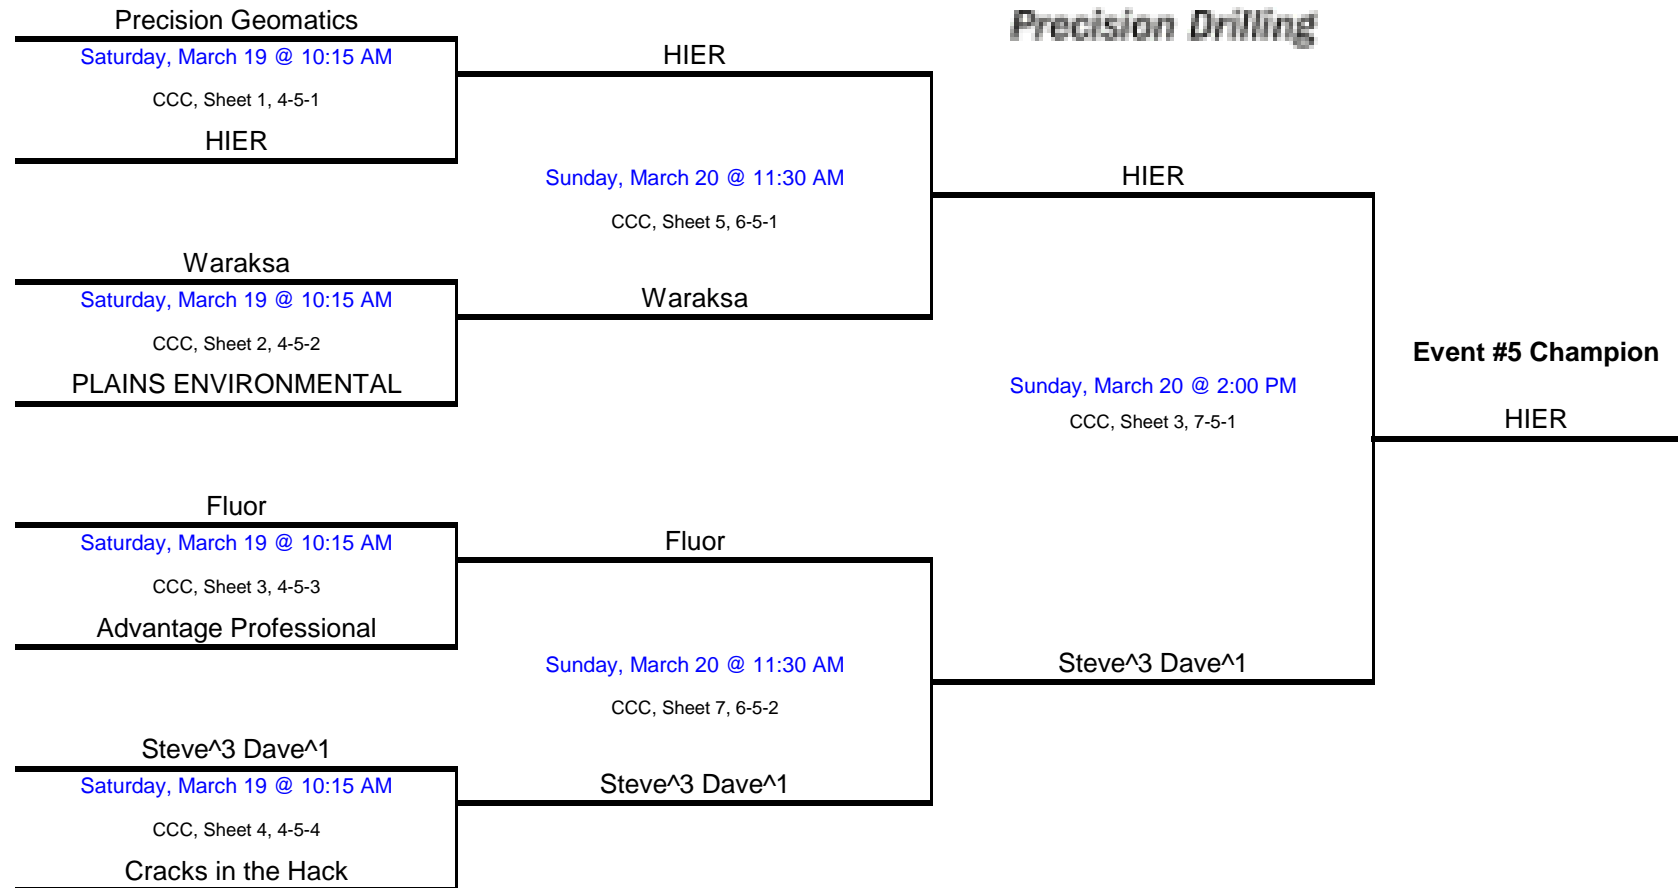 Precision Geomatics
Precision Drilling
Saturday, March 19 @ 10:15 AM
HIER
CCC, Sheet 1, 4-5-1
HIER
Sunday, March 20 @ 11:30 AM
HIER
CCC, Sheet 5, 6-5-1
Waraksa
Saturday, March 19 @ 10:15 AM
Waraksa
CCC, Sheet 2, 4-5-2
Event #5 Champion
PLAINS ENVIRONMENTAL
Sunday, March 20 @ 2:00 PM
CCC, Sheet 3, 7-5-1
HIER
Fluor
Saturday, March 19 @ 10:15 AM
Fluor
CCC, Sheet 3, 4-5-3
Advantage Professional
Sunday, March 20 @ 11:30 AM
Steve^3 Dave^1
CCC, Sheet 7, 6-5-2
Steve^3 Dave^1
Saturday, March 19 @ 10:15 AM
Steve^3 Dave^1
CCC, Sheet 4, 4-5-4
Cracks in the Hack